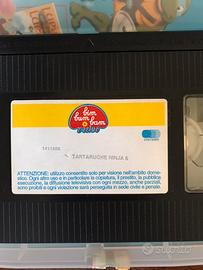 bim
bum
bam
video
TARTARUGHE NINJA 6
ATTENZIONE: utilizzo consentito solo per visione nell'ambito dome-
stico. Ogni altro uso e in particolare la copiatura, il prestito, la pubblica
esecuzione, la diffusione televisiva con ogni mezzo, anche parziali,
sono proibiti e ogni violazione sarà perseguita in sede civile e penale.